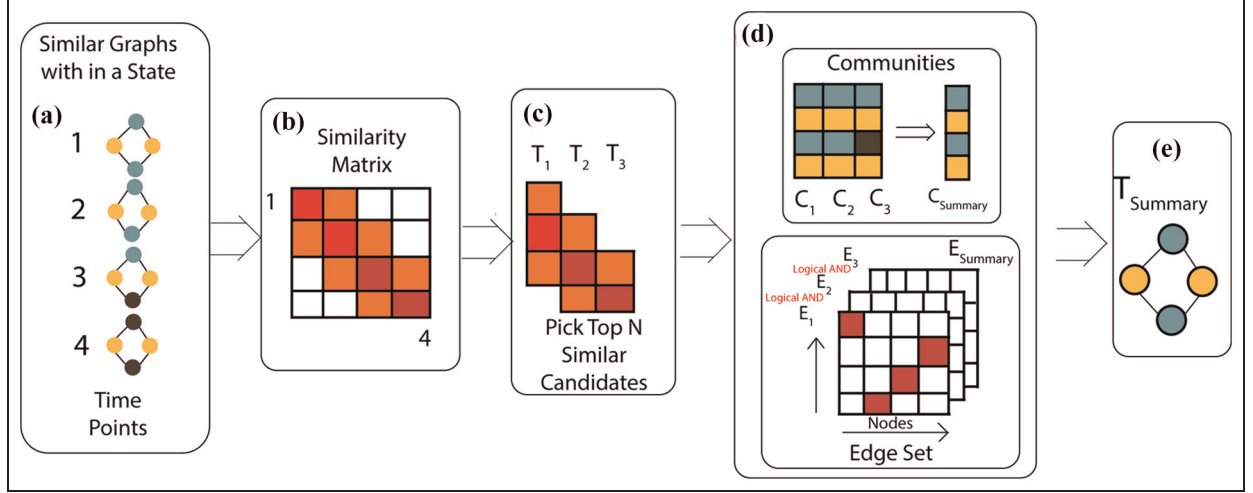 Similar Graphs
with in a State
(a)
1
2
3
4
Time
Points
(b)
Similarity
Matrix
1
4
(c)
T1 T2 T3
Pick Top N
Similar
Candidates
(d)
Communities
C1 C2 C3 CSummary
ESummary
E3
Logical AND
E2
Logical AND
E1
Nodes
Edge Set
(e)
TSummary